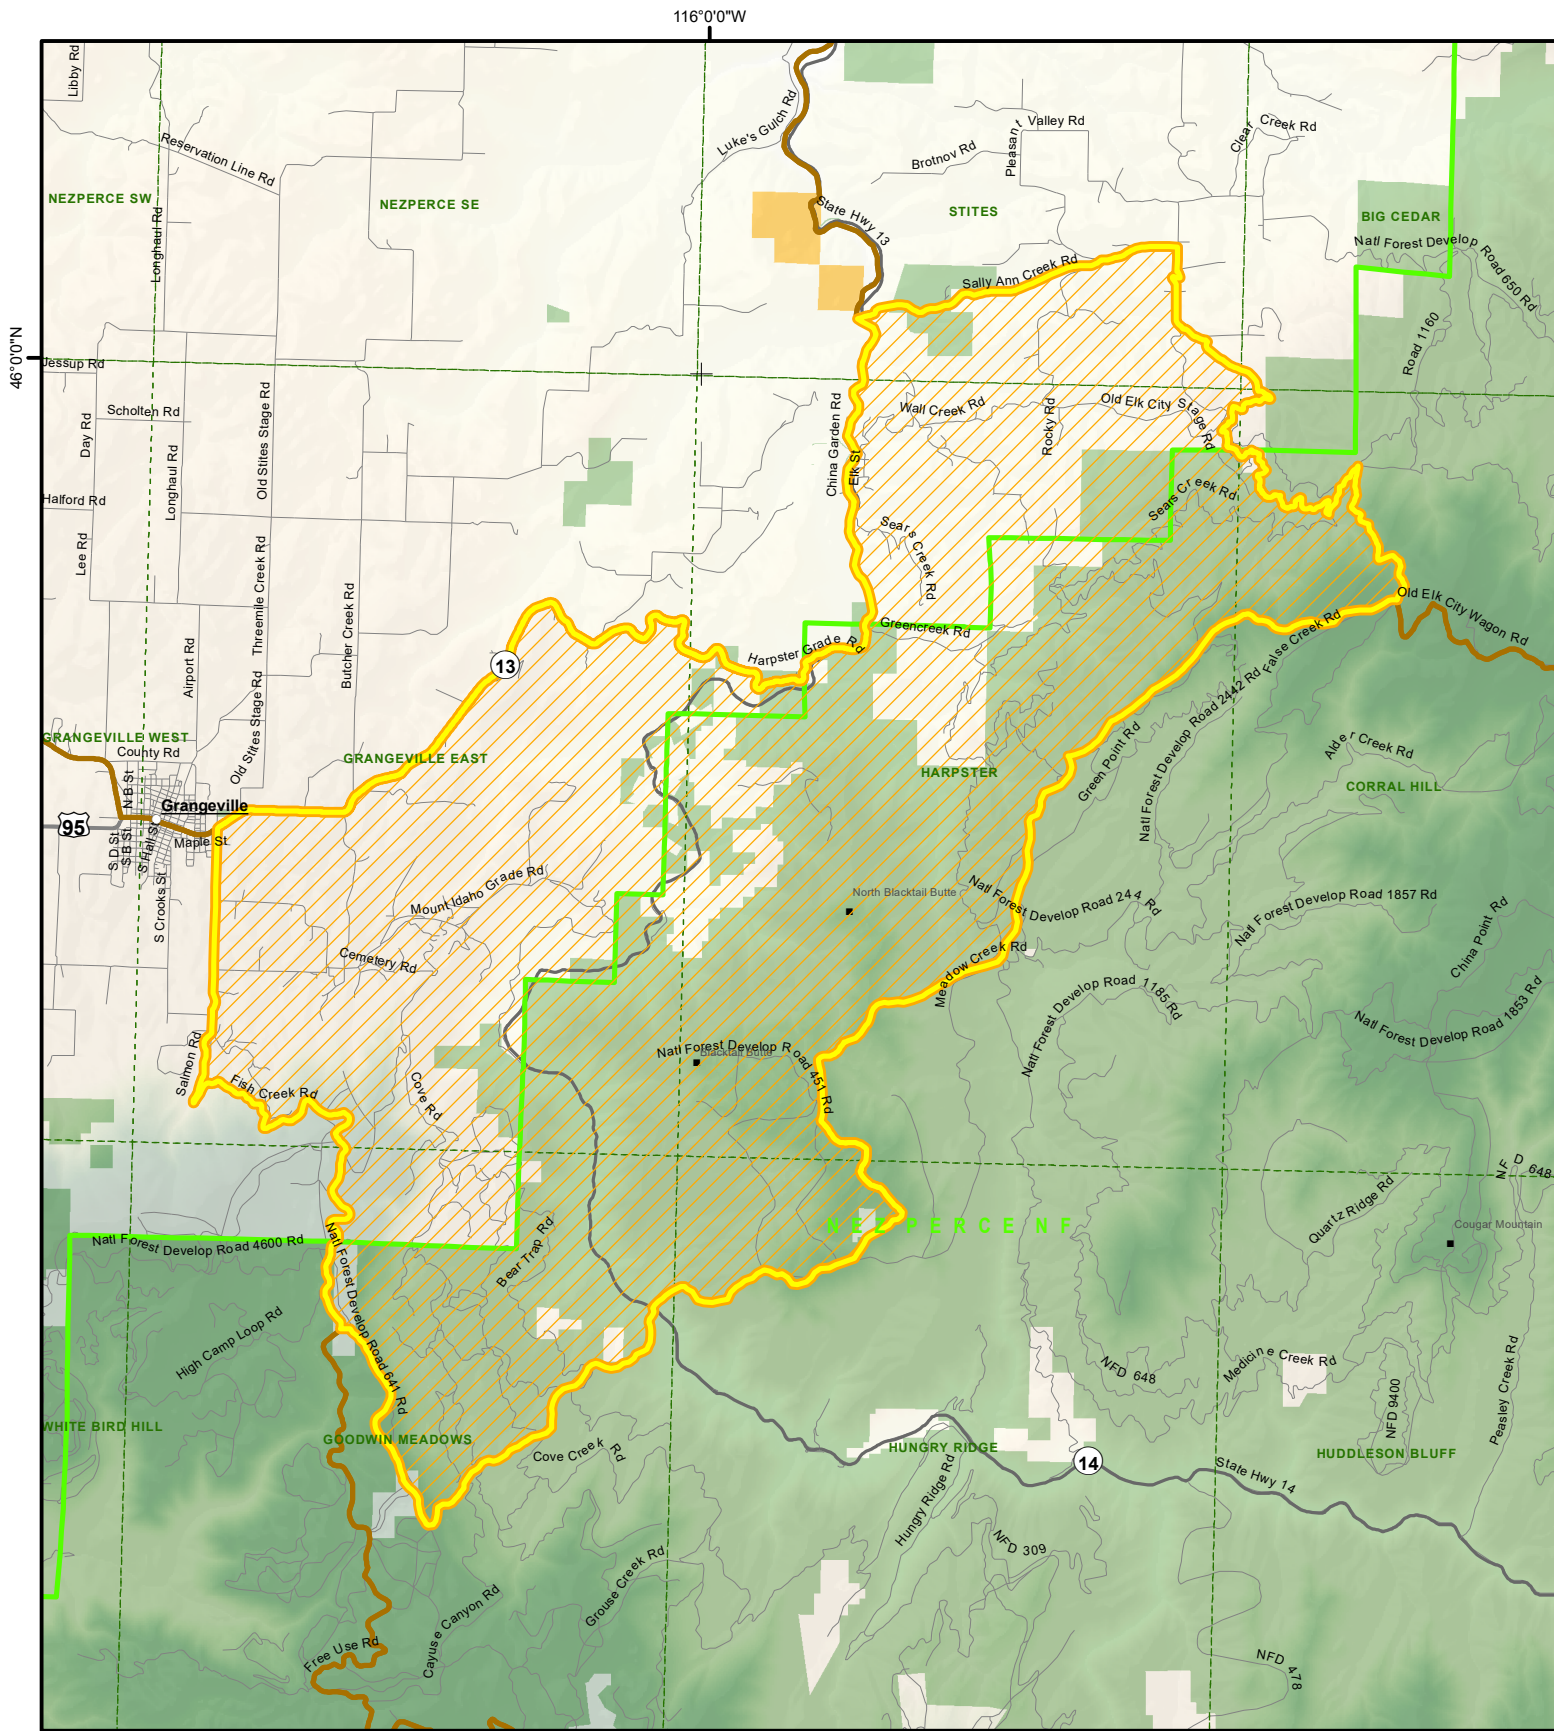 116°0'0"W
46°0'0"N
Libby Rd
Reservation Line Rd
Luke's Gulch Rd
Valley Rd
Pleasant
Brotnov Rd
Clear
Creek Rd
NEZPERCE SW
NEZPERCE SE
STITES
BIG CEDAR
Longhaul Rd
State Hwy 13
Natl Forest Develop
Road 650 Rd
Sally Ann Creek Rd
Road 1160
Jessup Rd
Scholten Rd
Day Rd
Longhaul Rd
Old Stites Stage Rd
China Garden Rd
Elk St
Wall Creek Rd
Rocky Rd
Old Elk City
Stage Rd
Halford Rd
Lee Rd
Sears Creek Rd
Sears Creek Rd
Threemile Creek Rd
Butcher Creek Rd
Airport Rd
Old Stites Stage Rd
13
Harpster Grade Rd
Greencreek Rd
Old Elk City Wagon Rd
False Creek Rd
GRANGEVILLE WEST
County Rd
GRANGEVILLE EAST
HARPSTER
Green Point Rd
Natl Forest Develop Road 2442 Rd
Alder Creek Rd
CORRAL HILL
N B St
Grangeville
95
S D St
S B St
S Hall St
Maple St
S Crooks St
Mount Idaho Grade Rd
Cemetery Rd
North Blacktail Butte
Natl Forest Develop Road 244 Rd
Natl Forest Develop Road 1857 Rd
Meadow Creek Rd
China Point Rd
Natl Forest Develop Road 1185 Rd
Natl Forest Develop Road 1853 Rd
Salmon Rd
Fish Creek Rd
Cove Rd
Natl Forest Develop Road 451 Rd
Blacktail Butte
NF D 648
Quartz Ridge Rd
NEZPERCE NF
Cougar Mountain
Natl Forest Develop Road 4600 Rd
Bear Trap Rd
Natl Forest Develop Road 641 Rd
High Camp Loop Rd
NFD 648
Medicine Creek Rd
NFD 9400
Peasley Creek Rd
WHITE BIRD HILL
GOODWIN MEADOWS
Cove Creek Rd
HUNGRY RIDGE
14
State Hwy 14
HUDDLESON BLUFF
Hungry Ridge Rd
NFD 309
Grouse Creek Rd
Cayuse Canyon Rd
Free Use Rd
NFD 478